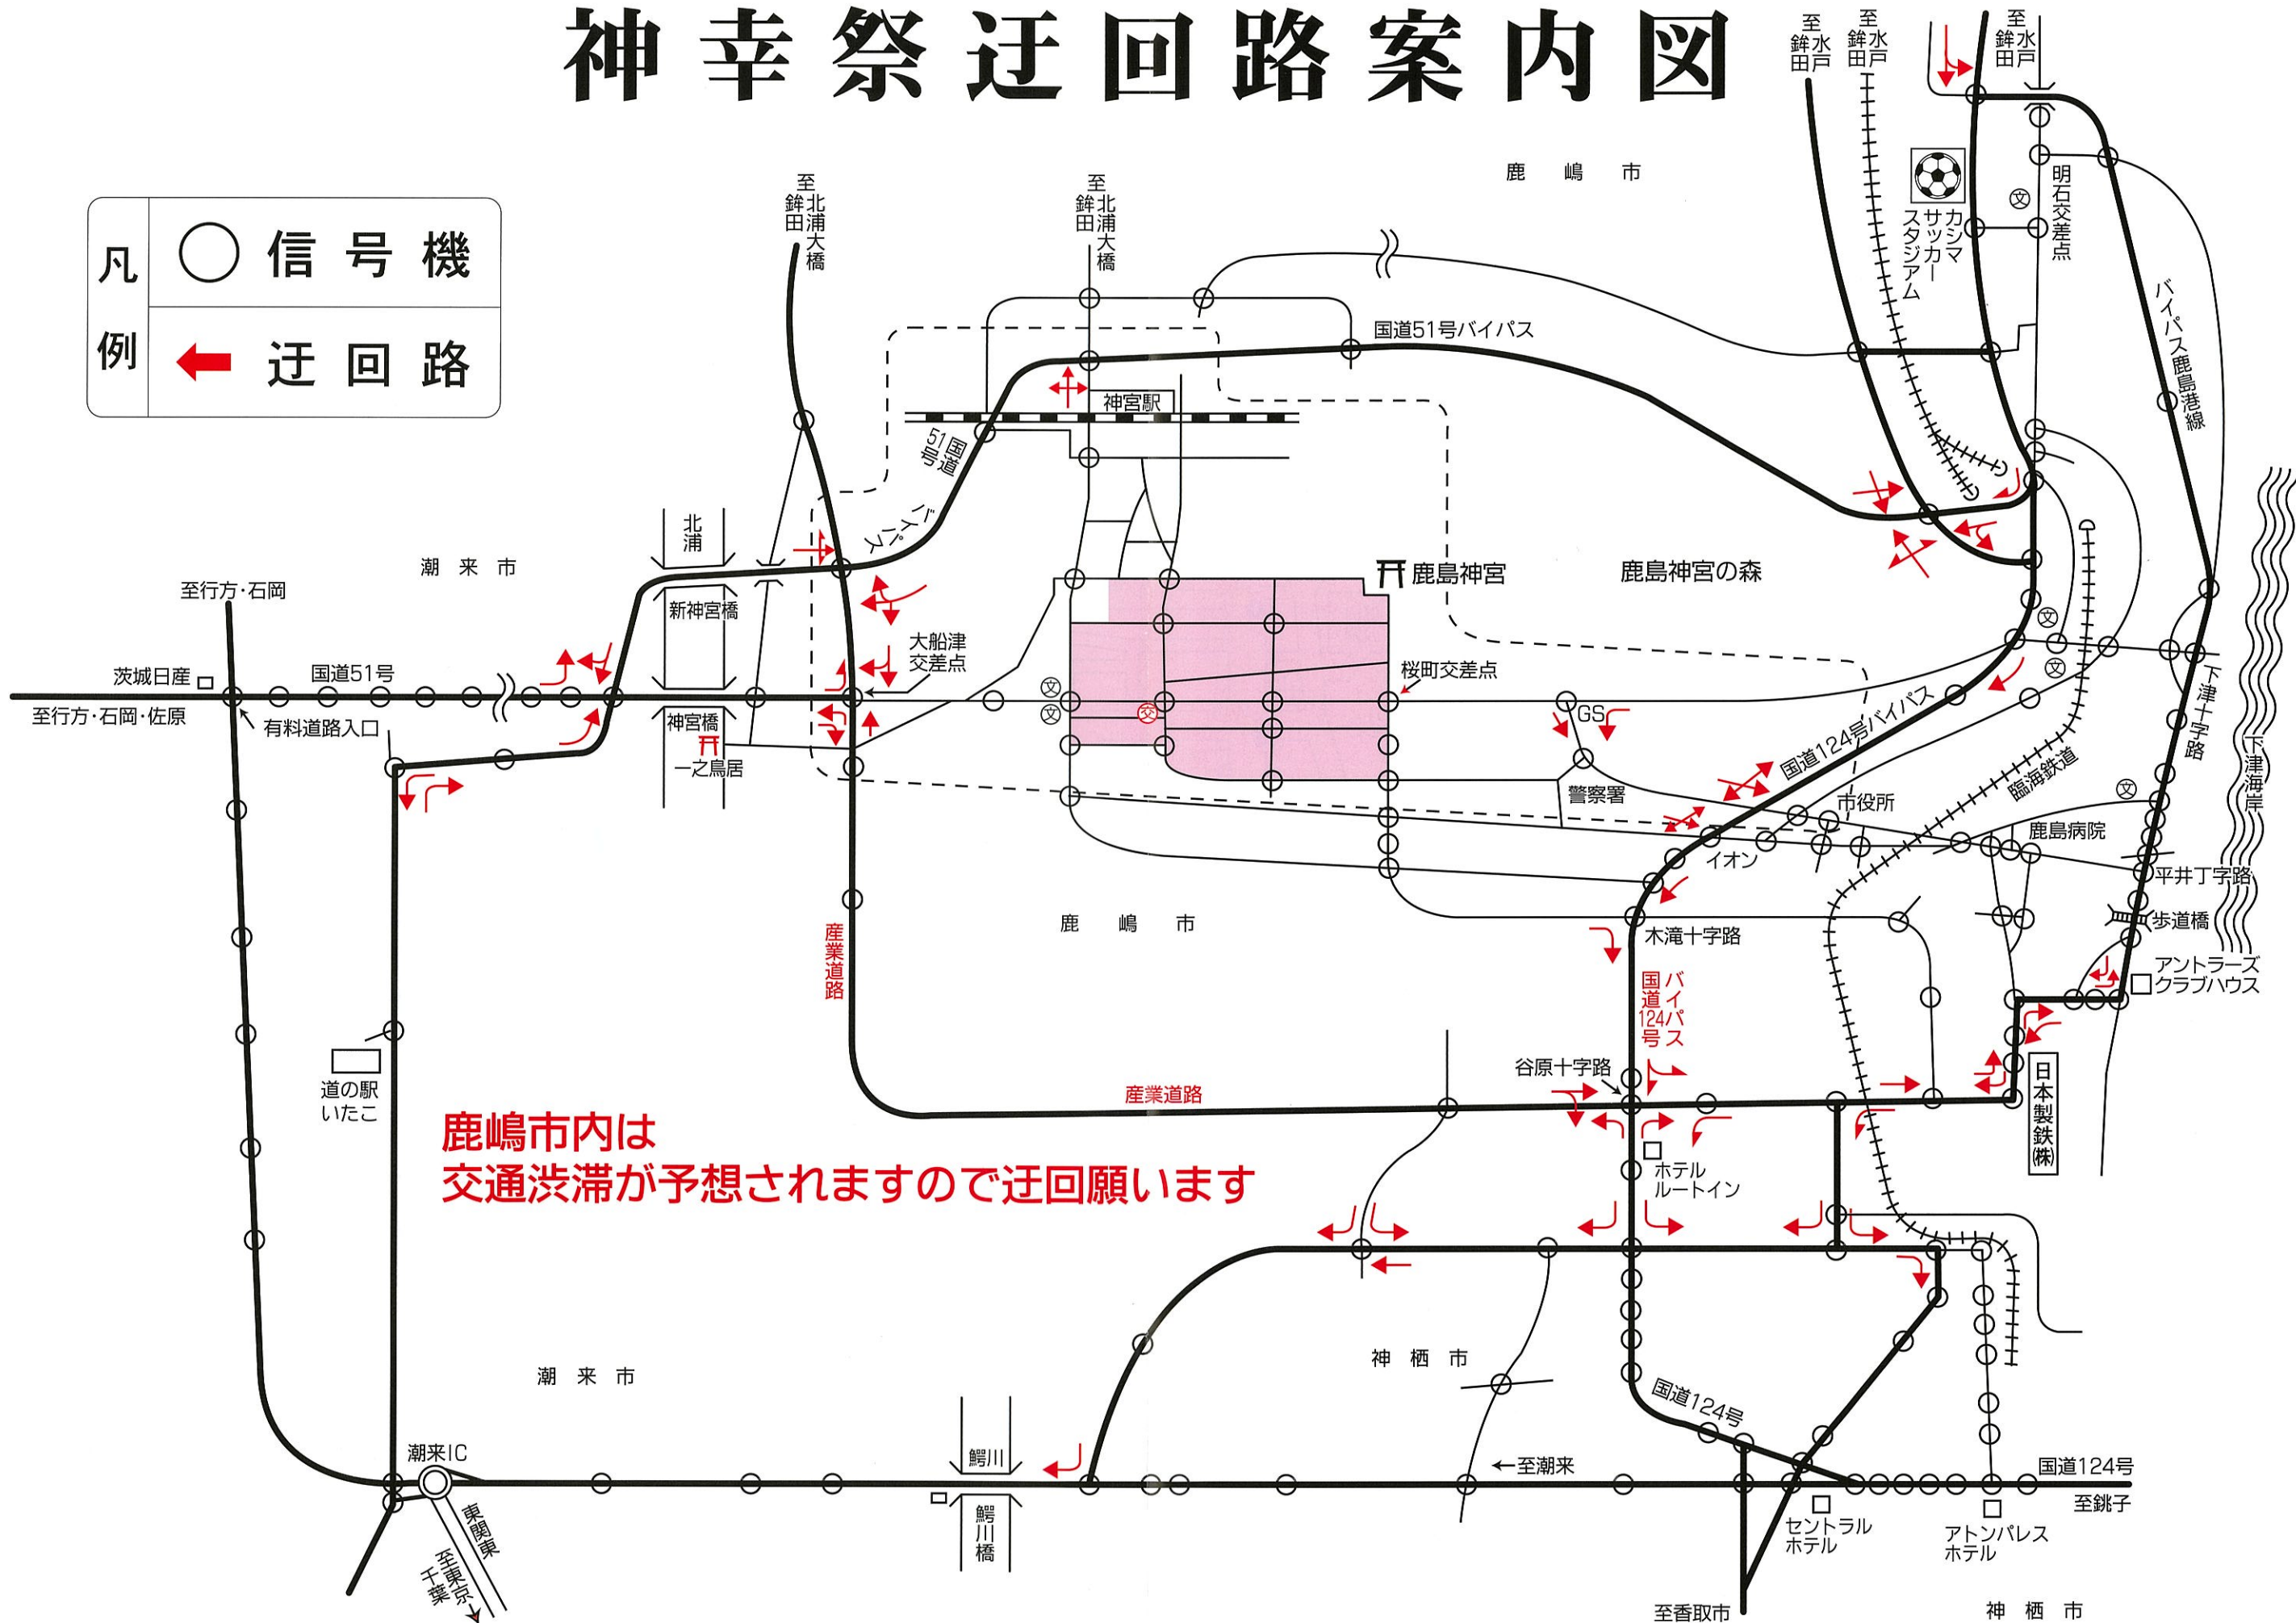 神幸祭迂回路案内図
凡例
信号機
迂回路
至鉾田
水戸
至鉾田
水戸
至鉾田
水戸
鹿嶋市
カシマ
サッカー
スタジアム
文
明石交差点
バイパス鹿島港線
至鉾田
北浦大橋
至鉾田
北浦大橋
国道51号バイパス
神宮駅
国道
51号
バイパス
北浦
潮来市
新神宮橋
鹿島神宮
鹿島神宮の森
至行方・石岡
茨城日産
国道51号
至行方・石岡・佐原
有料道路入口
大船津
交差点
神宮橋
一之鳥居
文
文
交
桜町交差点
GS
文
文
下津十字路
下津海岸
国道124号バイパス
臨海鉄道
警察署
市役所
文
鹿島病院
イオン
平井丁字路
歩道橋
木滝十字路
アントラーズ
クラブハウス
鹿嶋市
産業道路
バイパス
国道124号
道の駅
いたこ
谷原十字路
産業道路
日本製鉄㈱
鹿嶋市内は
交通渋滞が予想されますので迂回願います
ホテル
ルートイン
潮来市
神栖市
国道124号
潮来IC
鰐川
←至潮来
国道124号
至銚子
東関東
至東京
千葉
鰐川橋
セントラル
ホテル
アトンパレス
ホテル
至香取市
神栖市